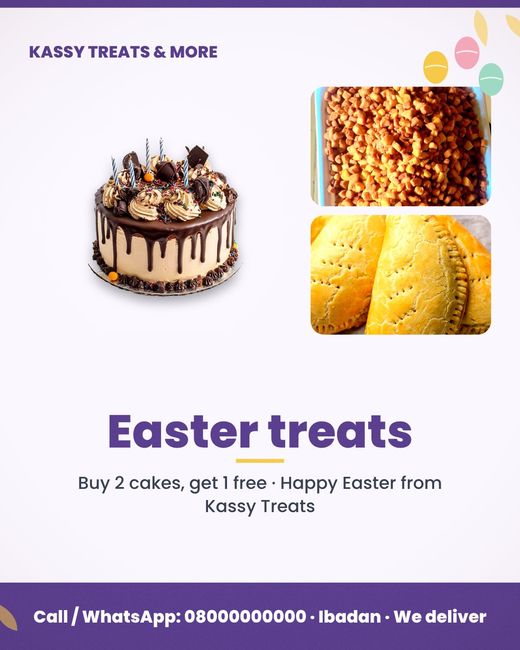 KASSY TREATS & MORE
Easter treats
Buy 2 cakes, get 1 free · Happy Easter from
Kassy Treats
Call / WhatsApp: 08000000000 · Ibadan · We deliver